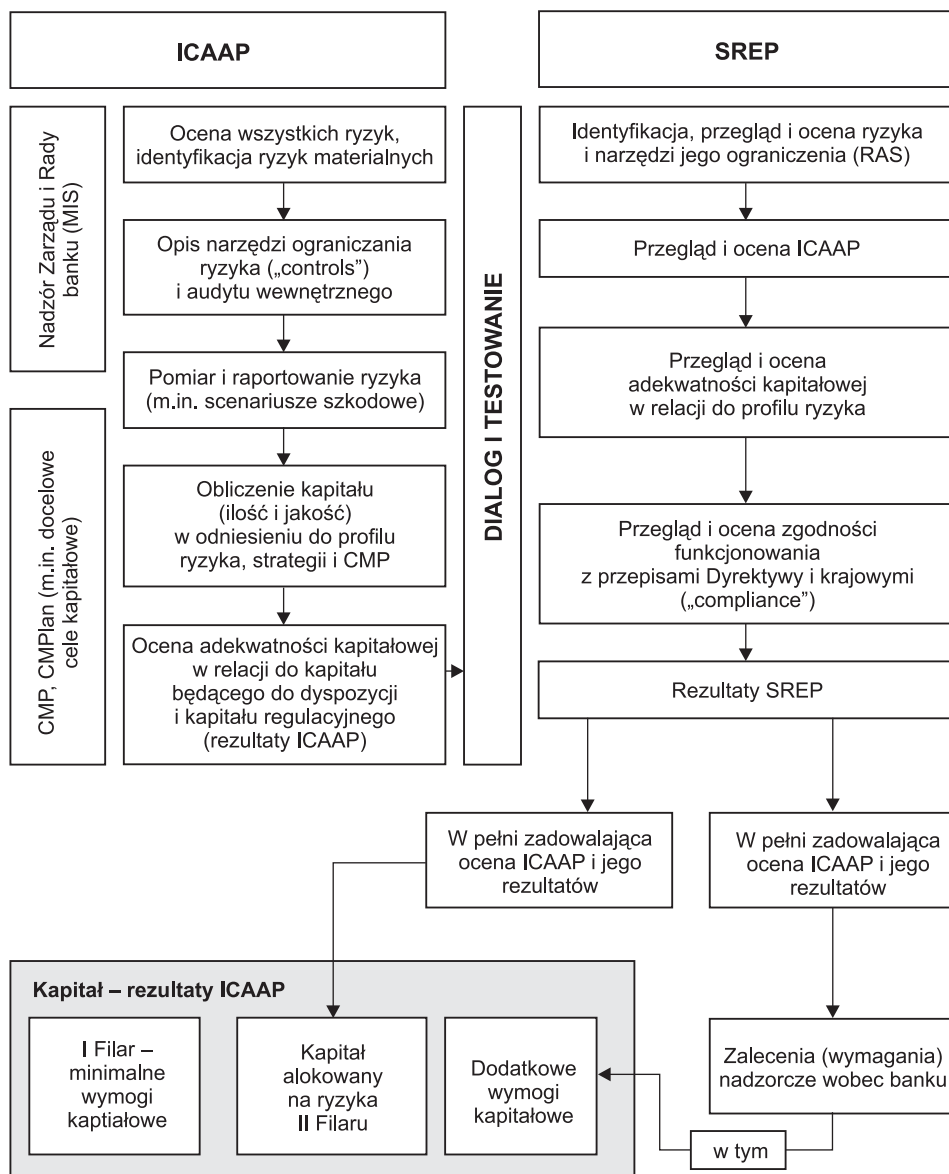 ICAAP
SREP
Nadzór Zarządu i Rady
banku (MIS)
CMP, CMPlan (m.in. docelowe
cele kapitałowe)
Ocena wszystkich ryzyk,
identyfikacja ryzyk materialnych
Opis narzędzi ograniczania
ryzyka („controls”)
i audytu wewnętrznego
Pomiar i raportowanie ryzyka
(m.in. scenariusze szkodowe)
Obliczenie kapitału
(ilość i jakość)
w odniesieniu do profilu
ryzyka, strategii i CMP
Ocena adekwatności kapitałowej
w relacji do kapitału
będącego do dyspozycji
i kapitału regulacyjnego
(rezultaty ICAAP)
DIALOG I TESTOWANIE
Identyfikacja, przegląd i ocena ryzyka
i narzędzi jego ograniczenia (RAS)
Przegląd i ocena ICAAP
Przegląd i ocena
adekwatności kapitałowej
w relacji do profilu ryzyka
Przegląd i ocena zgodności
funkcjonowania
z przepisami Dyrektywy i krajowymi
(„compliance”)
Rezultaty SREP
W pełni zadowalająca
ocena ICAAP i jego
rezultatów
W pełni zadowalająca
ocena ICAAP i jego
rezultatów
Kapitał – rezultaty ICAAP
I Filar –
minimalne
wymogi
kaptiałowe
Kapitał
alokowany
na ryzyka
II Filaru
Dodatkowe
wymogi
kapitałowe
Zalecenia (wymagania)
nadzorcze wobec banku
w tym